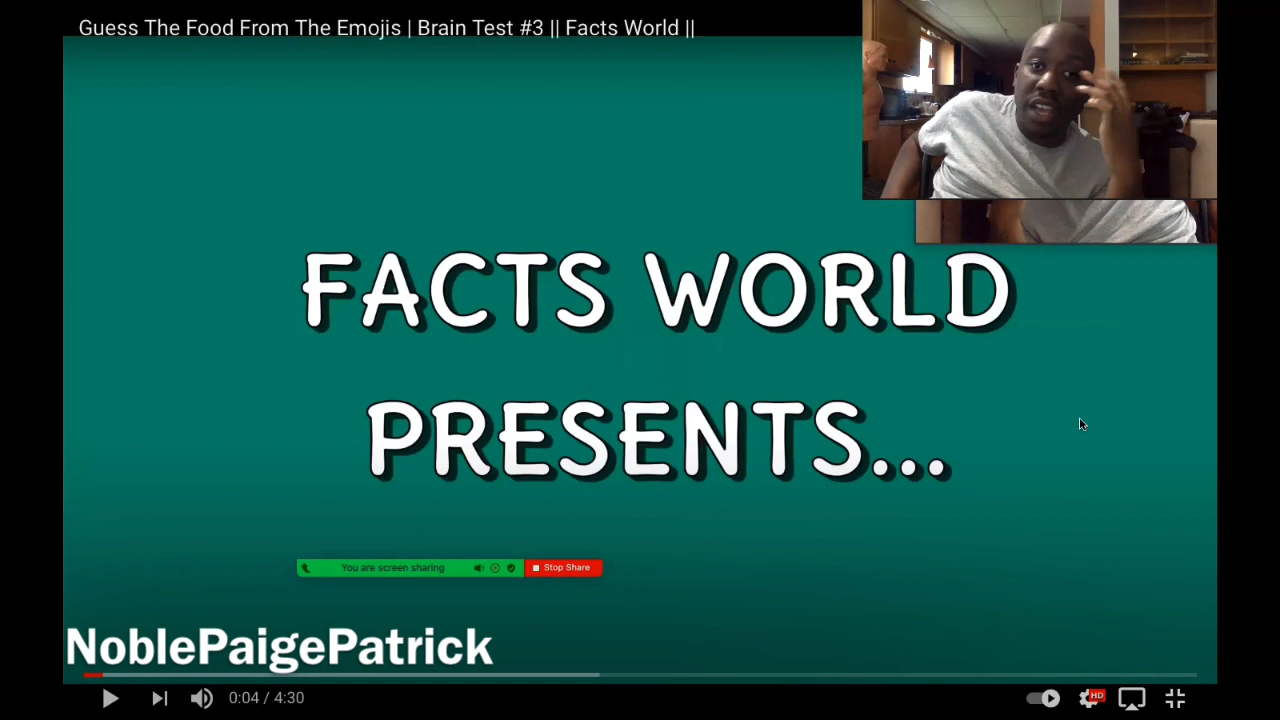 Guess The Food From The Emojis | Brain Test #3 || Facts World ||
FACTS WORLD
PRESENTS...
You are screen sharing
Stop Share
NoblePaigePatrick
0:04 / 4:30
HD